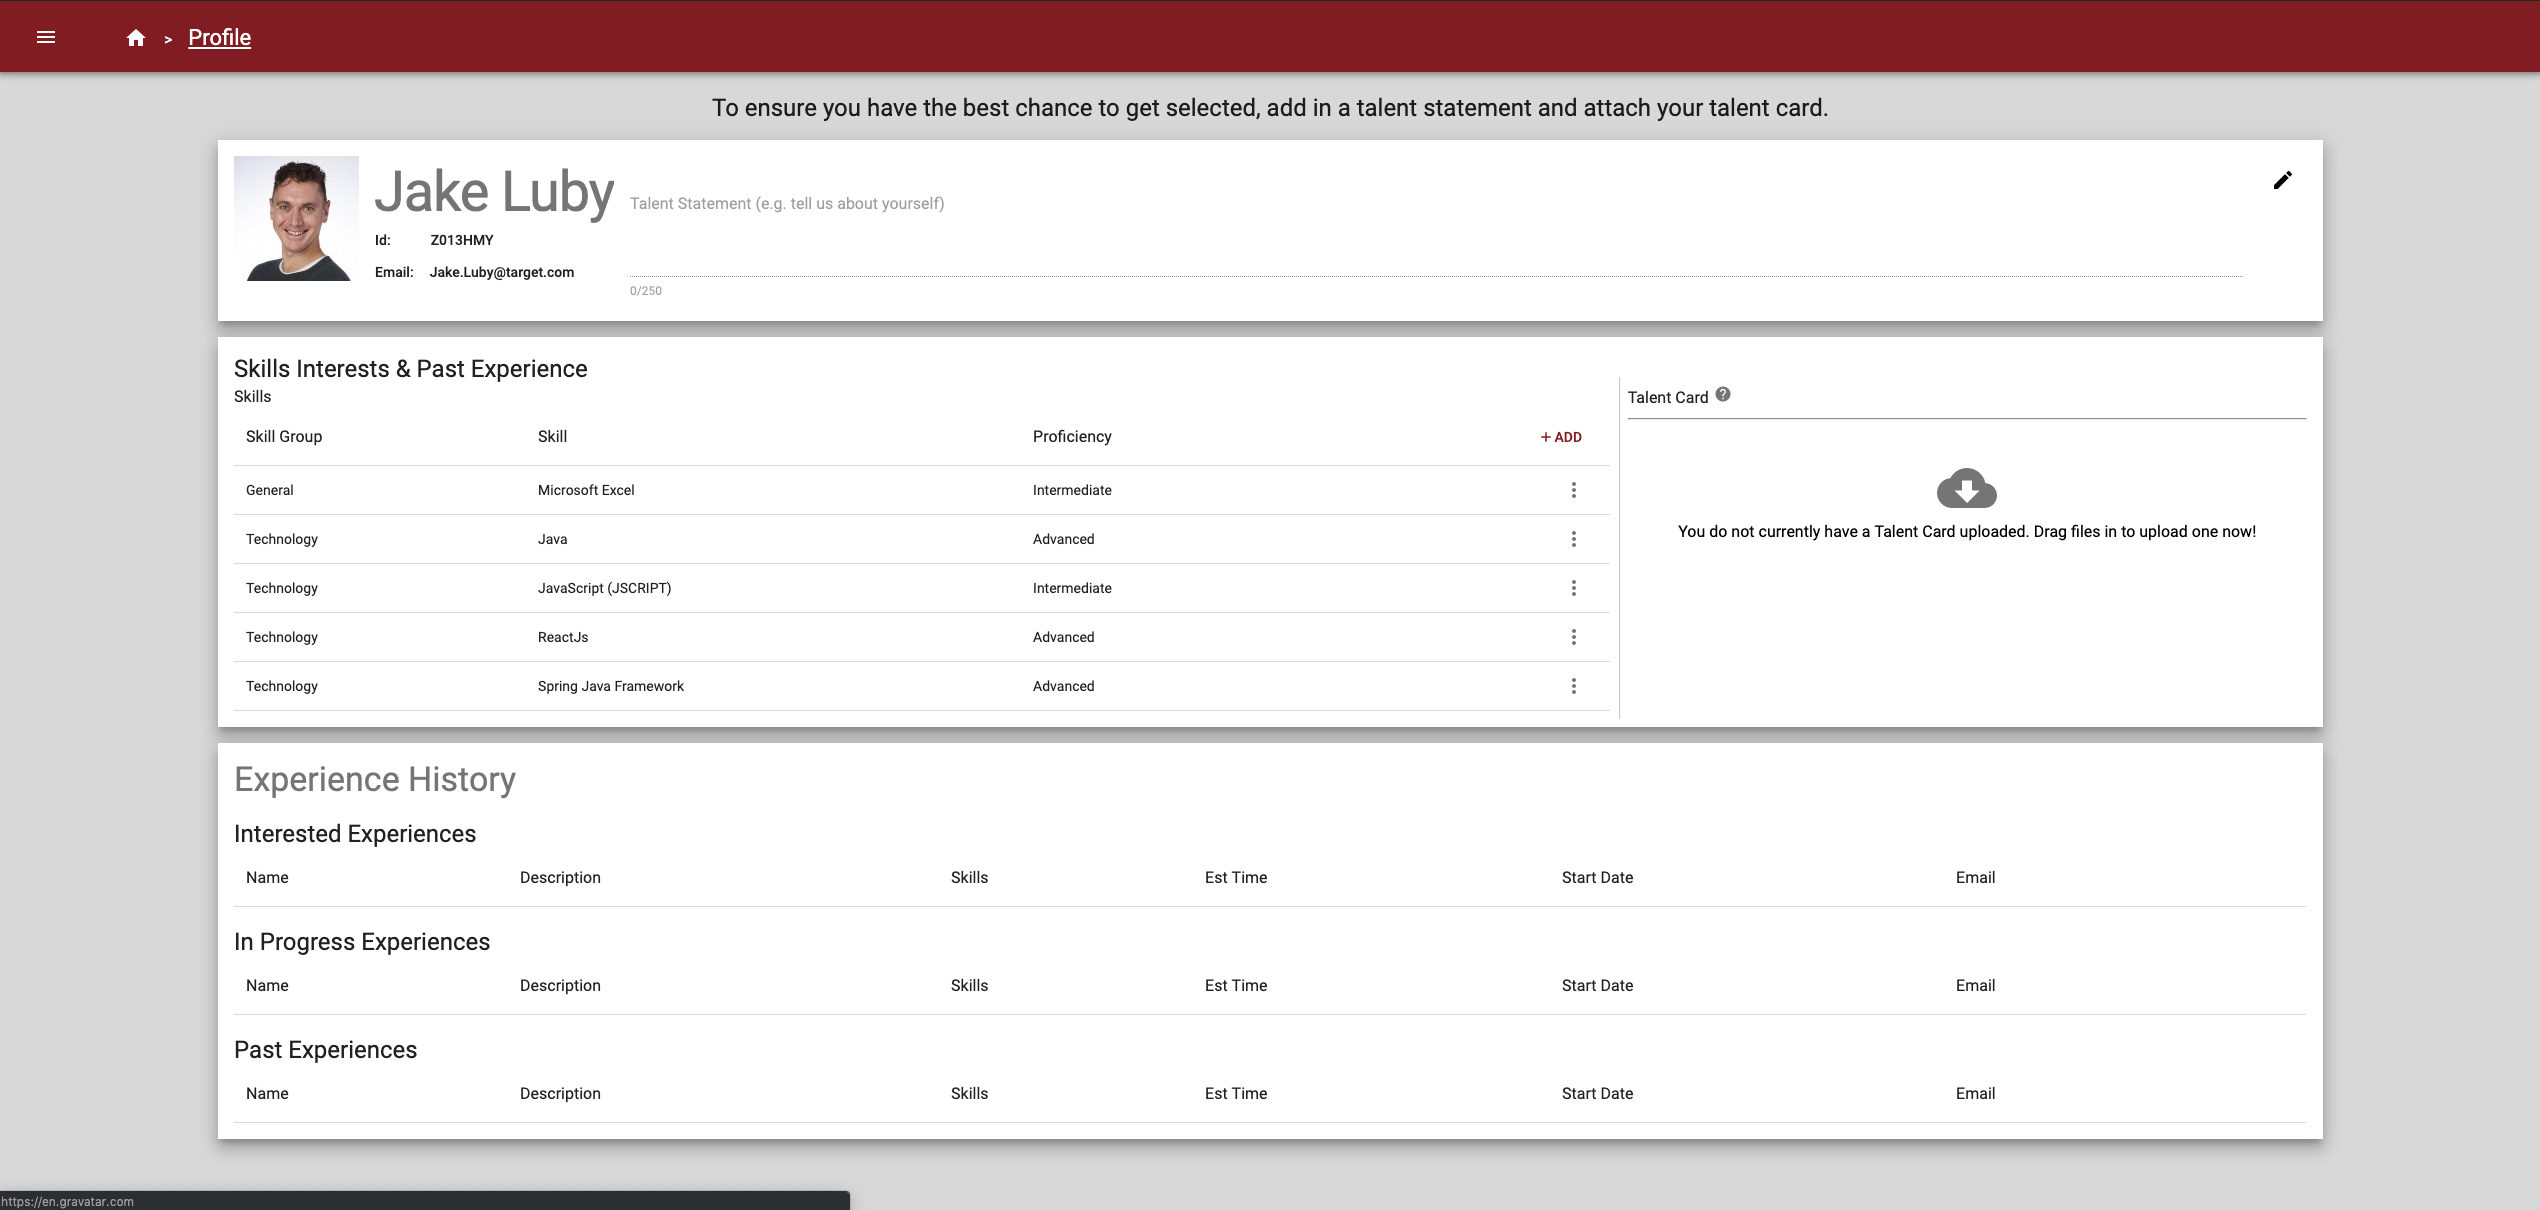 > Profile
To ensure you have the best chance to get selected, add in a talent statement and attach your talent card.
Jake Luby
Talent Statement (e.g. tell us about yourself)
Id: Z013HMY
Email: Jake.Luby@target.com
0/250
Skills Interests & Past Experience
Skills
Skill Group Skill Proficiency + ADD
General Microsoft Excel Intermediate
Technology Java Advanced
Technology JavaScript (JSCRIPT) Intermediate
Technology ReactJs Advanced
Technology Spring Java Framework Advanced
Talent Card ?
You do not currently have a Talent Card uploaded. Drag files in to upload one now!
Experience History
Interested Experiences
Name Description Skills Est Time Start Date Email
In Progress Experiences
Name Description Skills Est Time Start Date Email
Past Experiences
Name Description Skills Est Time Start Date Email
https://en.gravatar.com